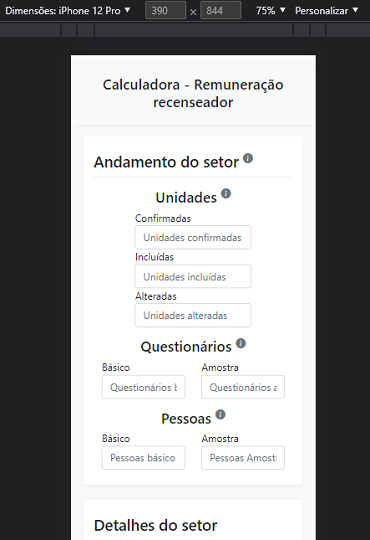 Dimensões: iPhone 12 Pro ▼ 390 × 844 75% ▼ Personalizar ▼
Calculadora - Remuneração
recenseador
Andamento do setor i
Unidades i
Confirmadas
Unidades confirmadas
Incluídas
Unidades incluídas
Alteradas
Unidades alteradas
Questionários i
Básico Amostra
Questionários b Questionários a
Pessoas i
Básico Amostra
Pessoas básico Pessoas Amost
Detalhes do setor